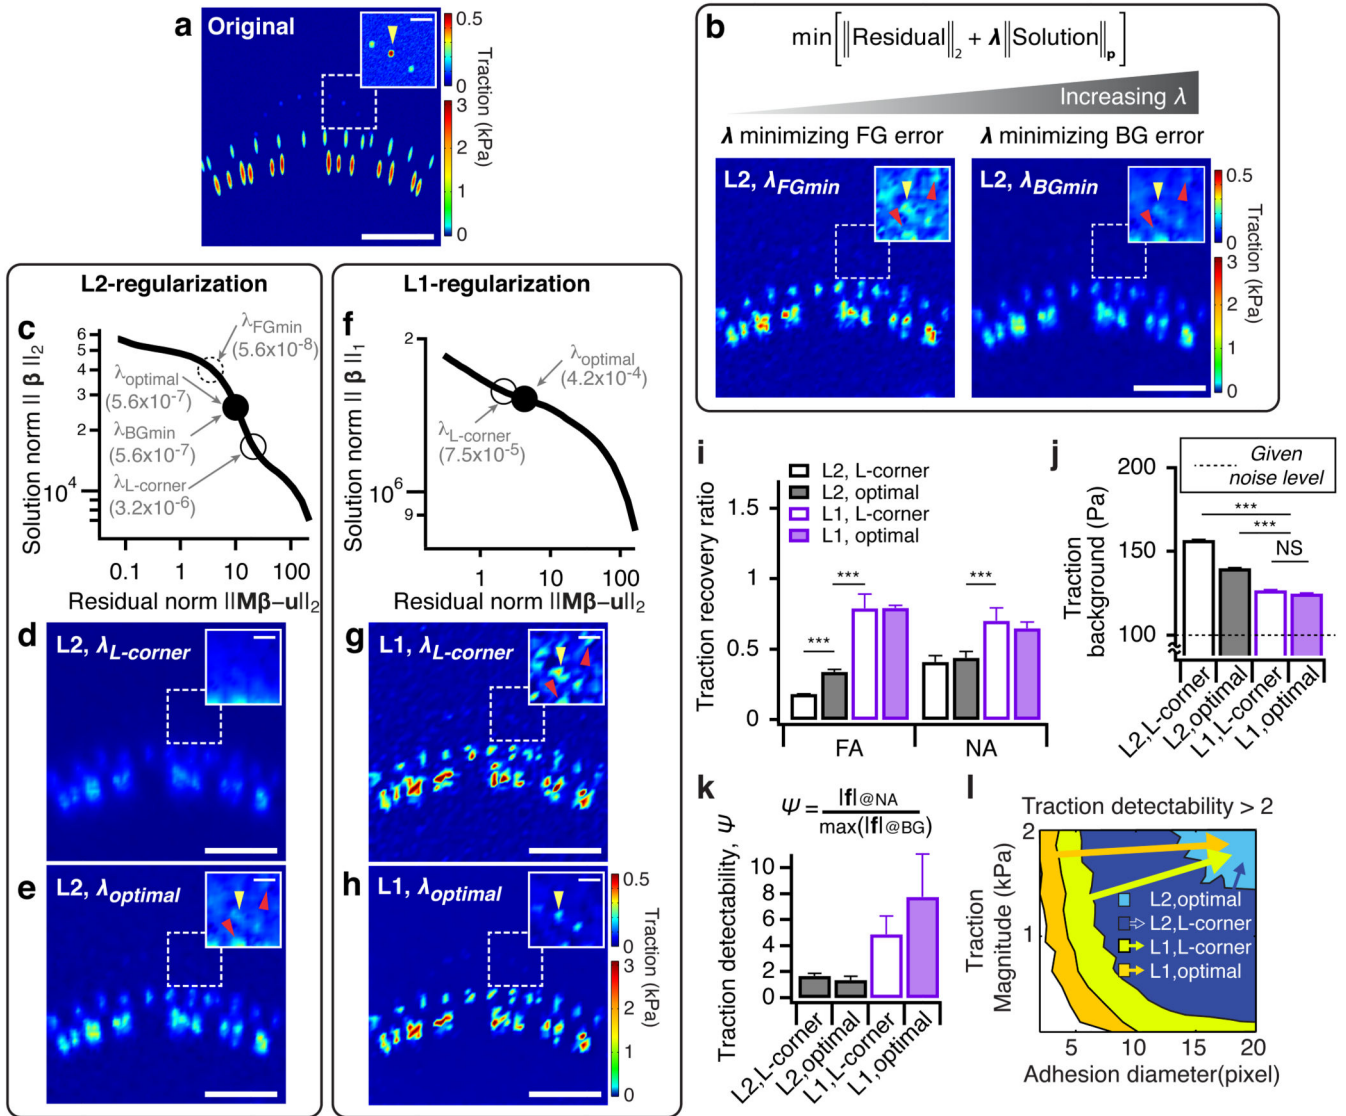 a
Original
0.5
0
3
2
1
0
Traction (kPa)
b
min[||Residual||₂ + λ||Solution||ₚ]
Increasing λ
λ minimizing FG error
λ minimizing BG error
L2, λFGmin
L2, λBGmin
0.5
0
3
2
1
0
Traction (kPa)
L2-regularization
c
Solution norm || β ||₂
6
5
4
3
2
10⁴
λFGmin
(5.6x10⁻⁸)
λoptimal
(5.6x10⁻⁷)
λBGmin
(5.6x10⁻⁷)
λL-corner
(3.2x10⁻⁶)
0.1 1 10 100
Residual norm ||Mβ–u||₂
d
L2, λL-corner
e
L2, λoptimal
L1-regularization
f
Solution norm || β ||₁
2
10⁶
9
λoptimal
(4.2x10⁻⁴)
λL-corner
(7.5x10⁻⁵)
1 10 100
Residual norm ||Mβ–u||₂
g
L1, λL-corner
h
L1, λoptimal
0.5
0
3
2
1
0
Traction (kPa)
i
Traction recovery ratio
1.5
1
0.5
0
L2, L-corner
L2, optimal
L1, L-corner
L1, optimal
***
***
***
FA NA
j
Traction
background (Pa)
200
150
100
Given
noise level
***
***
NS
≈
L2,L-corner
L2,optimal
L1,L-corner
L1,optimal
k
Ψ = |f|@NA / max(|f|@BG)
Traction detectability, Ψ
10
8
6
4
2
0
L2,L-corner
L2,optimal
L1,L-corner
L1,optimal
l
Traction detectability > 2
Traction
Magnitude (kPa)
2
1
L2,optimal
L2,L-corner
L1,L-corner
L1,optimal
5 10 15 20
Adhesion diameter(pixel)